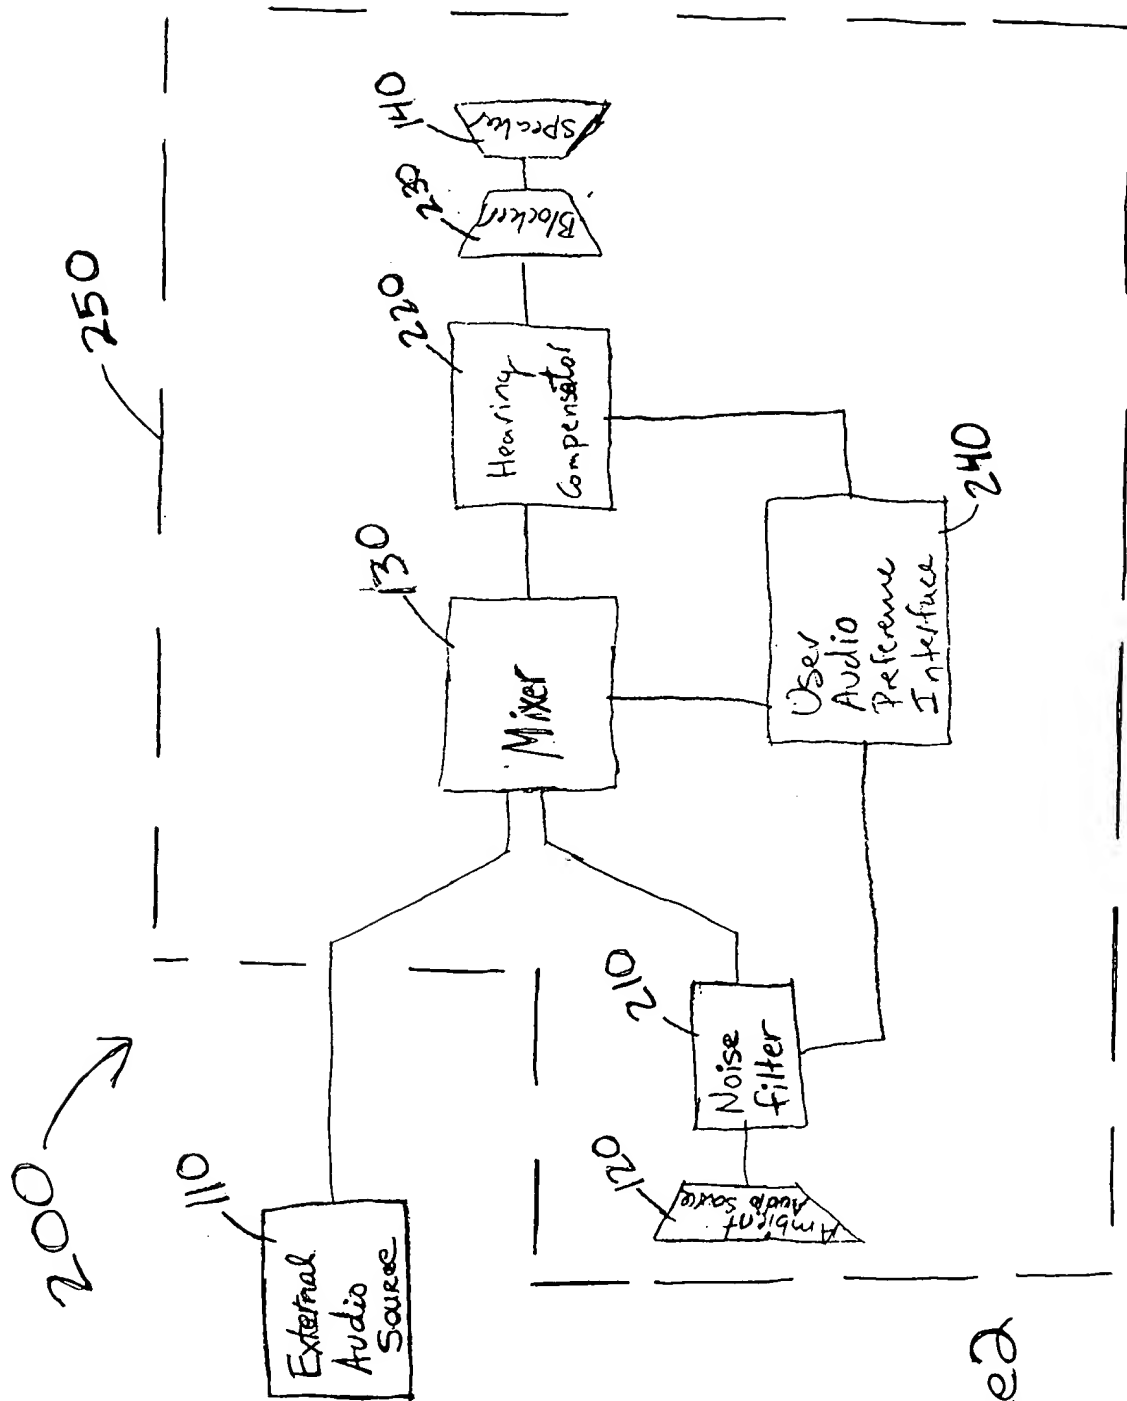 200
250
110
External
Audio
Source
120
Ambient
Audio Source
210
Noise
Filter
130
Mixer
220
Hearing
Compensator
230
Blocker
140
Speaker
240
User
Audio
Preference
Interface
e2